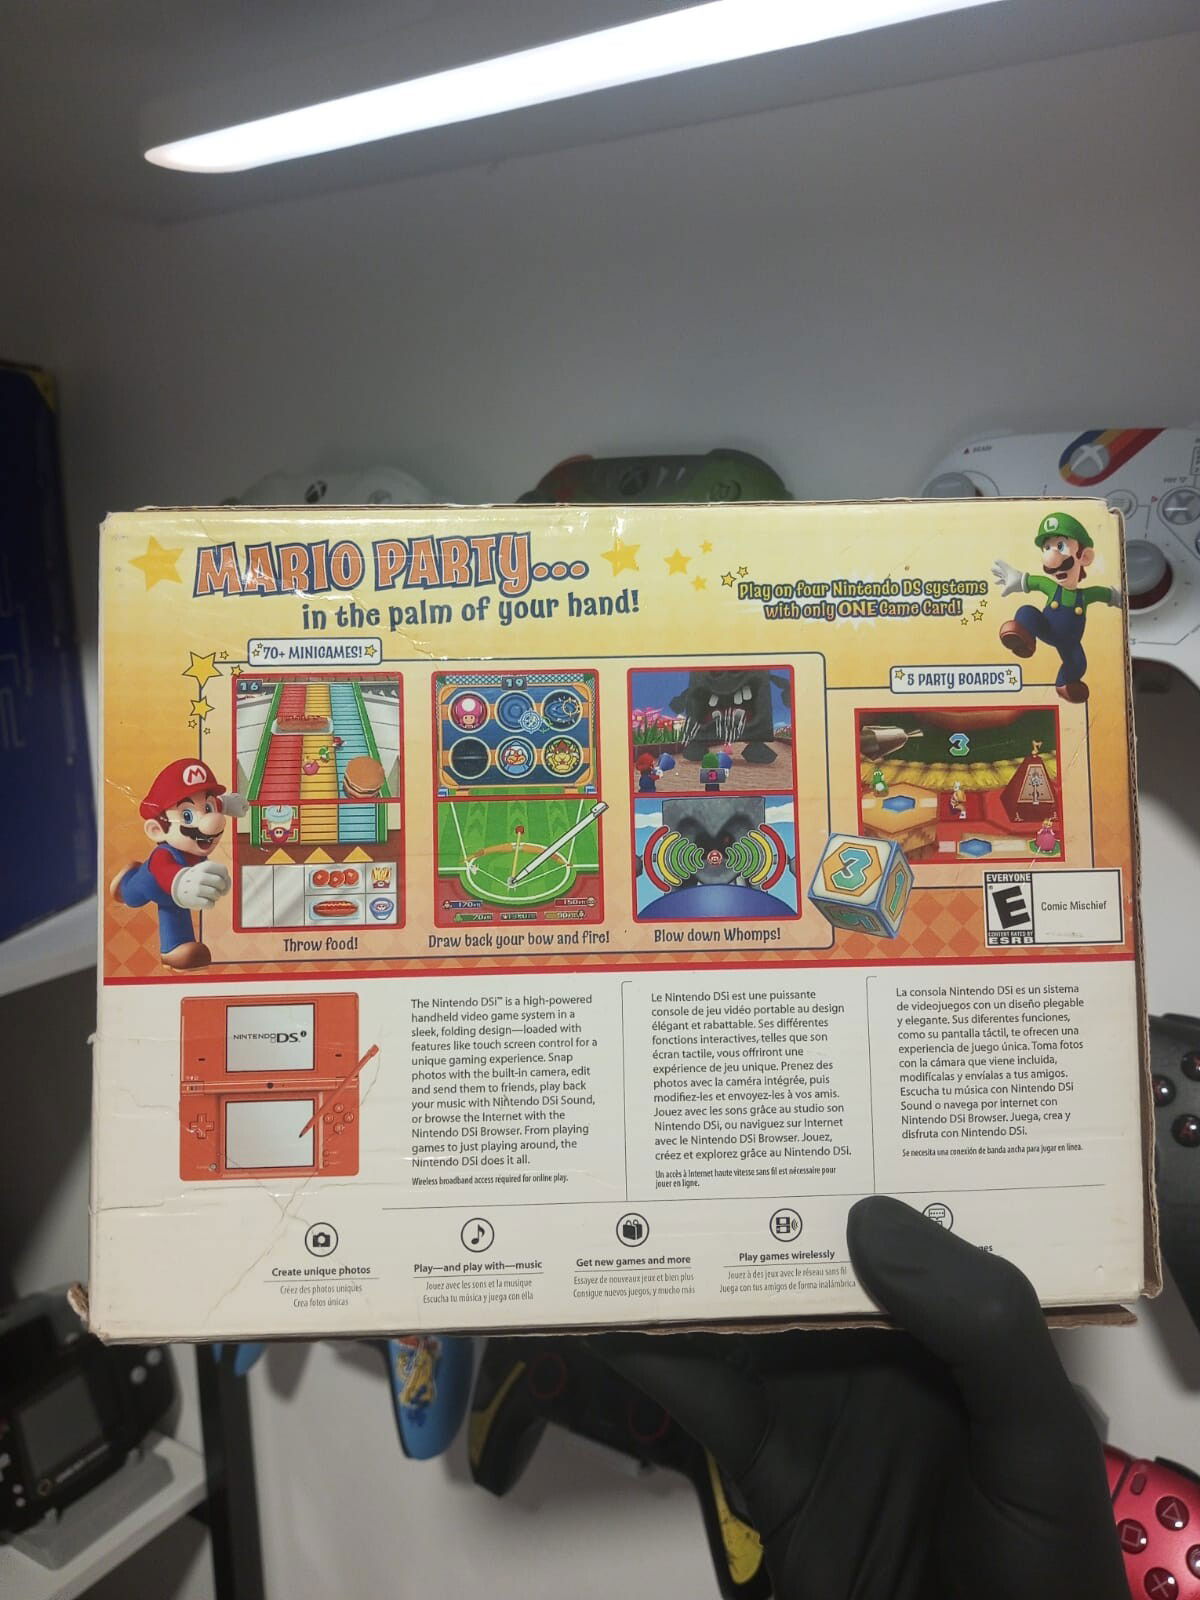 MARIO PARTY...
in the palm of your hand!
Play on four Nintendo DS systems
with only ONE Game Card!
L
70+ MINIGAMES!
5 PARTY BOARDS
16
19
3
M
3
3
1
170
150
70
90
Throw food!
Draw back your bow and fire!
Blow down Whomps!
EVERYONE
E
CONTENT RATED BY
ESRB
Comic Mischief
NINTENDO DSi
The Nintendo DSi™ is a high-powered
handheld video game system in a
sleek, folding design—loaded with
features like touch screen control for a
unique gaming experience. Snap
photos with the built-in camera, edit
and send them to friends, play back
your music with Nintendo DSi Sound,
or browse the Internet with the
Nintendo DSi Browser. From playing
games to just playing around, the
Nintendo DSi does it all.
Wireless broadband access required for online play.
Le Nintendo DSi est une puissante
console de jeu vidéo portable au design
élégant et rabattable. Ses différentes
fonctions interactives, telles que son
écran tactile, vous offriront une
expérience de jeu unique. Prenez des
photos avec la caméra intégrée, puis
modifiez-les et envoyez-les à vos amis.
Jouez avec les sons grâce au studio son
Nintendo DSi, ou naviguez sur Internet
avec le Nintendo DSi Browser. Jouez,
créez et explorez grâce au Nintendo DSi.
Un accès à Internet haute vitesse sans fil est nécessaire pour
jouer en ligne.
La consola Nintendo DSi es un sistema
de videojuegos con un diseño plegable
y elegante. Sus diferentes funciones,
como su pantalla táctil, te ofrecen una
experiencia de juego única. Toma fotos
con la cámara que viene incluida,
modifícalas y envíalas a tus amigos.
Escucha tu música con Nintendo DSi
Sound o navega por internet con
Nintendo DSi Browser. Juega, crea y
disfruta con Nintendo DSi.
Se necesita una conexión de banda ancha para jugar en línea.
Create unique photos
Créez des photos uniques
Crea fotos únicas
Play—and play with—music
Jouez avec les sons et la musique
Escucha tu música y juega con ella
Get new games and more
Essayez de nouveaux jeux et bien plus
Consigue nuevos juegos, y mucho más
Play games wirelessly
Jouez à des jeux avec le réseau sans fil
Juega con tus amigos de forma inalámbrica